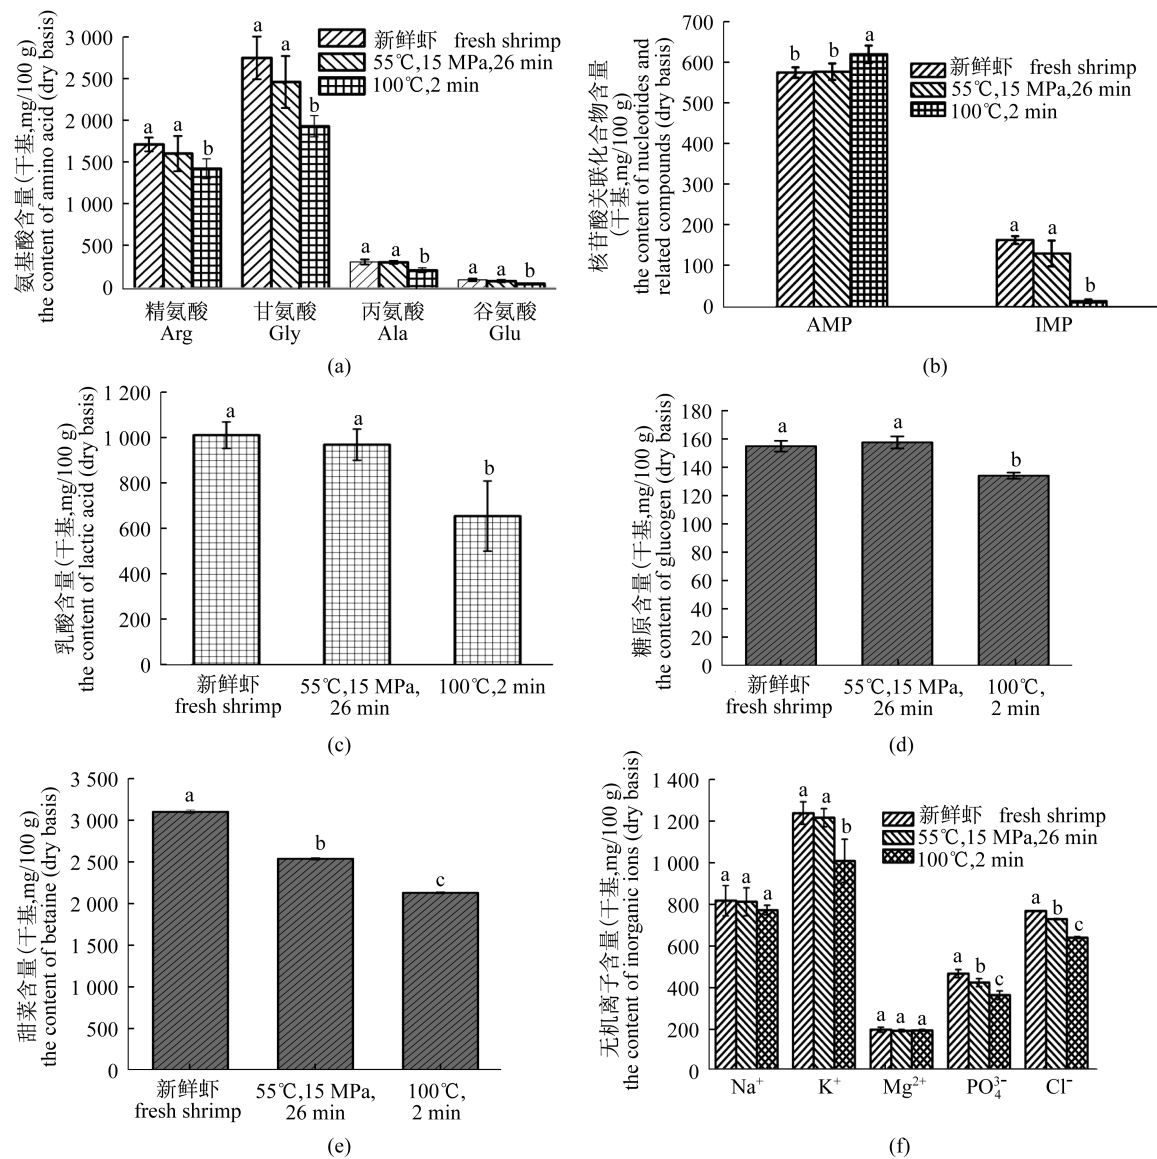 氨基酸含量(干基,mg/100 g)
the content of amino acid (dry basis)
3 000
2 500
2 000
1 500
1 000
500
0
新鲜虾 fresh shrimp
55℃,15 MPa,26 min
100℃,2 min
a a b
a a b
a a b
a a b
精氨酸 甘氨酸 丙氨酸 谷氨酸
Arg Gly Ala Glu
(a)
核苷酸关联化合物含量
(干基,mg/100 g)
the content of nucleotides and
related compounds (dry basis)
700
600
500
400
300
200
100
0
新鲜虾 fresh shrimp
55℃,15 MPa,26 min
100℃,2 min
b b a
a a b
AMP IMP
(b)
乳酸含量(干基,mg/100 g)
the content of lactic acid (dry basis)
1 200
1 000
800
600
400
200
0
a a b
新鲜虾 55℃,15 MPa, 100℃,2 min
fresh shrimp 26 min
(c)
糖原含量(干基,mg/100 g)
the content of glucogen (dry basis)
180
160
140
120
100
80
60
40
20
0
a a b
新鲜虾 55℃,15 MPa, 100℃,
fresh shrimp 26 min 2 min
(d)
甜菜含量(干基,mg/100 g)
the content of betaine (dry basis)
3 500
3 000
2 500
2 000
1 500
1 000
500
0
a b c
新鲜虾 55℃,15 MPa, 100℃,
fresh shrimp 26 min 2 min
(e)
无机离子含量(干基,mg/100 g)
the content of inorganic ions (dry basis)
1 400
1 200
1 000
800
600
400
200
0
新鲜虾 fresh shrimp
55℃,15 MPa,26 min
100℃,2 min
a a a
a a b
a a a
a b c
a b c
Na⁺ K⁺ Mg²⁺ PO₄³⁻ Cl⁻
(f)